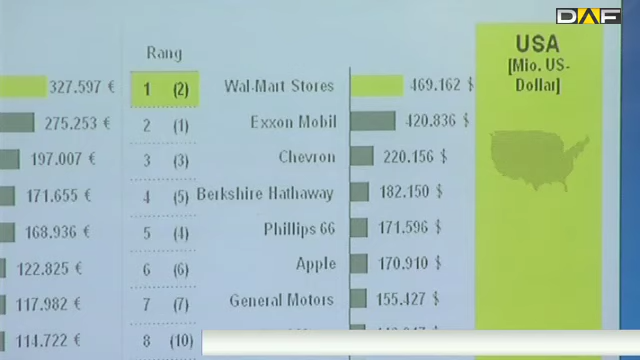 DAF
USA
[Mio. US-
Dollar]
Rang
327.597 € 1 (2) Wal-Mart Stores 469.162 $
275.253 € 2 (1) Exxon Mobil 420.836 $
197.007 € 3 (3) Chevron 220.156 $
171.655 € 4 (5) Berkshire Hathaway 182.150 $
168.936 € 5 (4) Phillips 66 171.596 $
122.825 € 6 (6) Apple 170.910 $
117.982 € 7 (7) General Motors 155.427 $
114.722 € 8 (10)